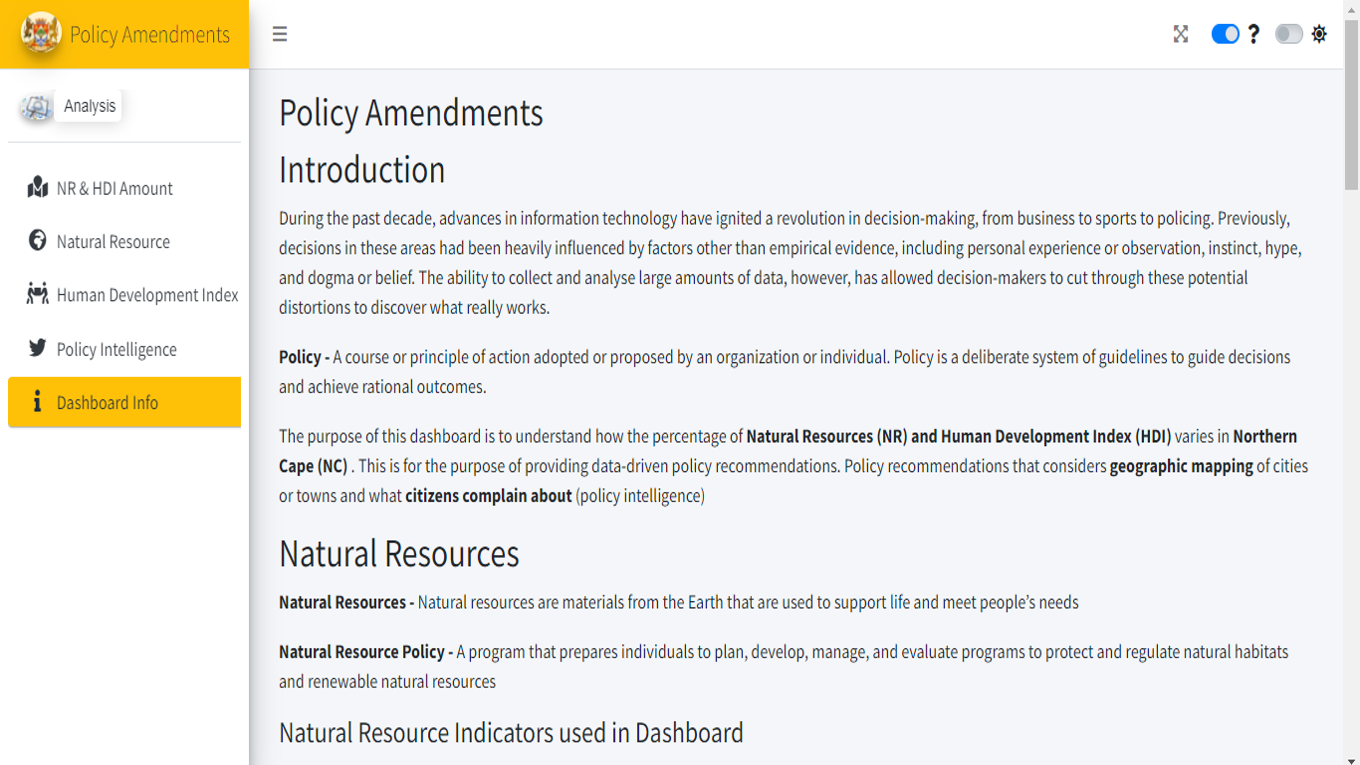 Policy Amendments
Analysis
NR & HDI Amount
Natural Resource
Human Development Index
Policy Intelligence
Dashboard Info
?
Policy Amendments
Introduction
During the past decade, advances in information technology have ignited a revolution in decision-making, from business to sports to policing. Previously,
decisions in these areas had been heavily influenced by factors other than empirical evidence, including personal experience or observation, instinct, hype,
and dogma or belief. The ability to collect and analyse large amounts of data, however, has allowed decision-makers to cut through these potential
distortions to discover what really works.
Policy - A course or principle of action adopted or proposed by an organization or individual. Policy is a deliberate system of guidelines to guide decisions
and achieve rational outcomes.
The purpose of this dashboard is to understand how the percentage of Natural Resources (NR) and Human Development Index (HDI) varies in Northern
Cape (NC) . This is for the purpose of providing data-driven policy recommendations. Policy recommendations that considers geographic mapping of cities
or towns and what citizens complain about (policy intelligence)
Natural Resources
Natural Resources - Natural resources are materials from the Earth that are used to support life and meet people’s needs
Natural Resource Policy - A program that prepares individuals to plan, develop, manage, and evaluate programs to protect and regulate natural habitats
and renewable natural resources
Natural Resource Indicators used in Dashboard